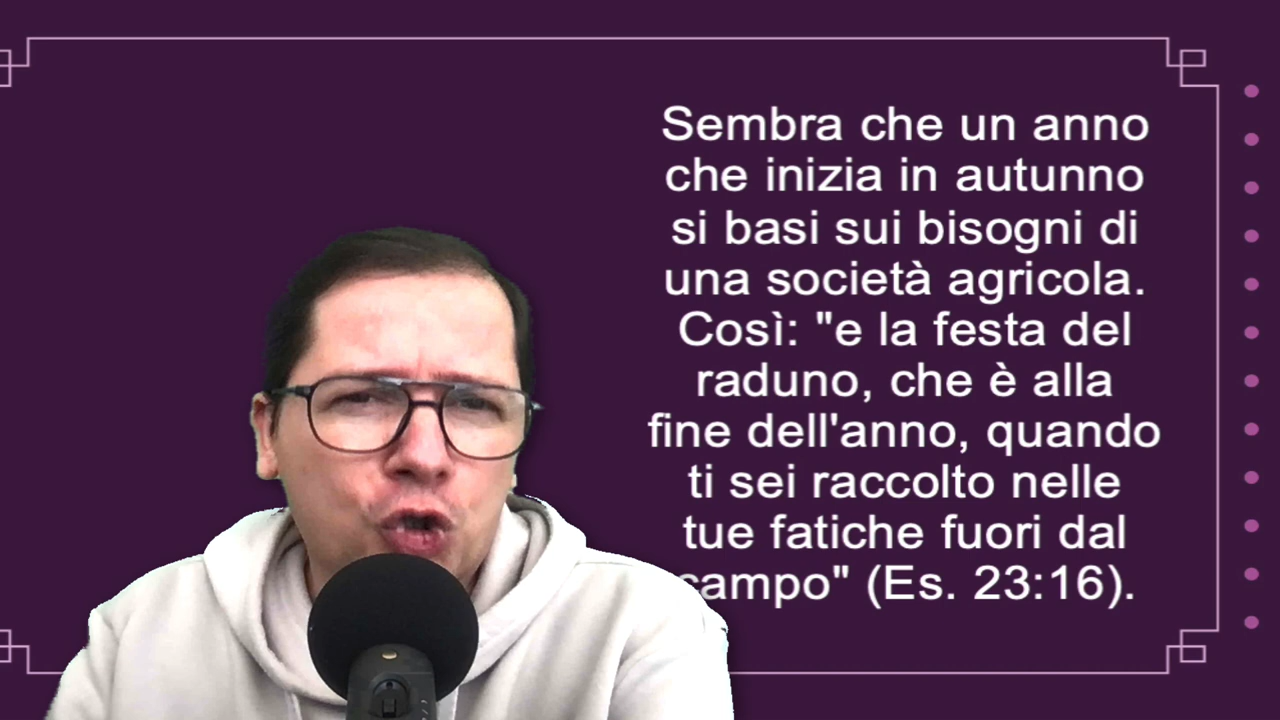 Sembra che un anno
che inizia in autunno
si basi sui bisogni di
una società agricola.
Così: "e la festa del
raduno, che è alla
fine dell'anno, quando
ti sei raccolto nelle
tue fatiche fuori dal
campo" (Es. 23:16).